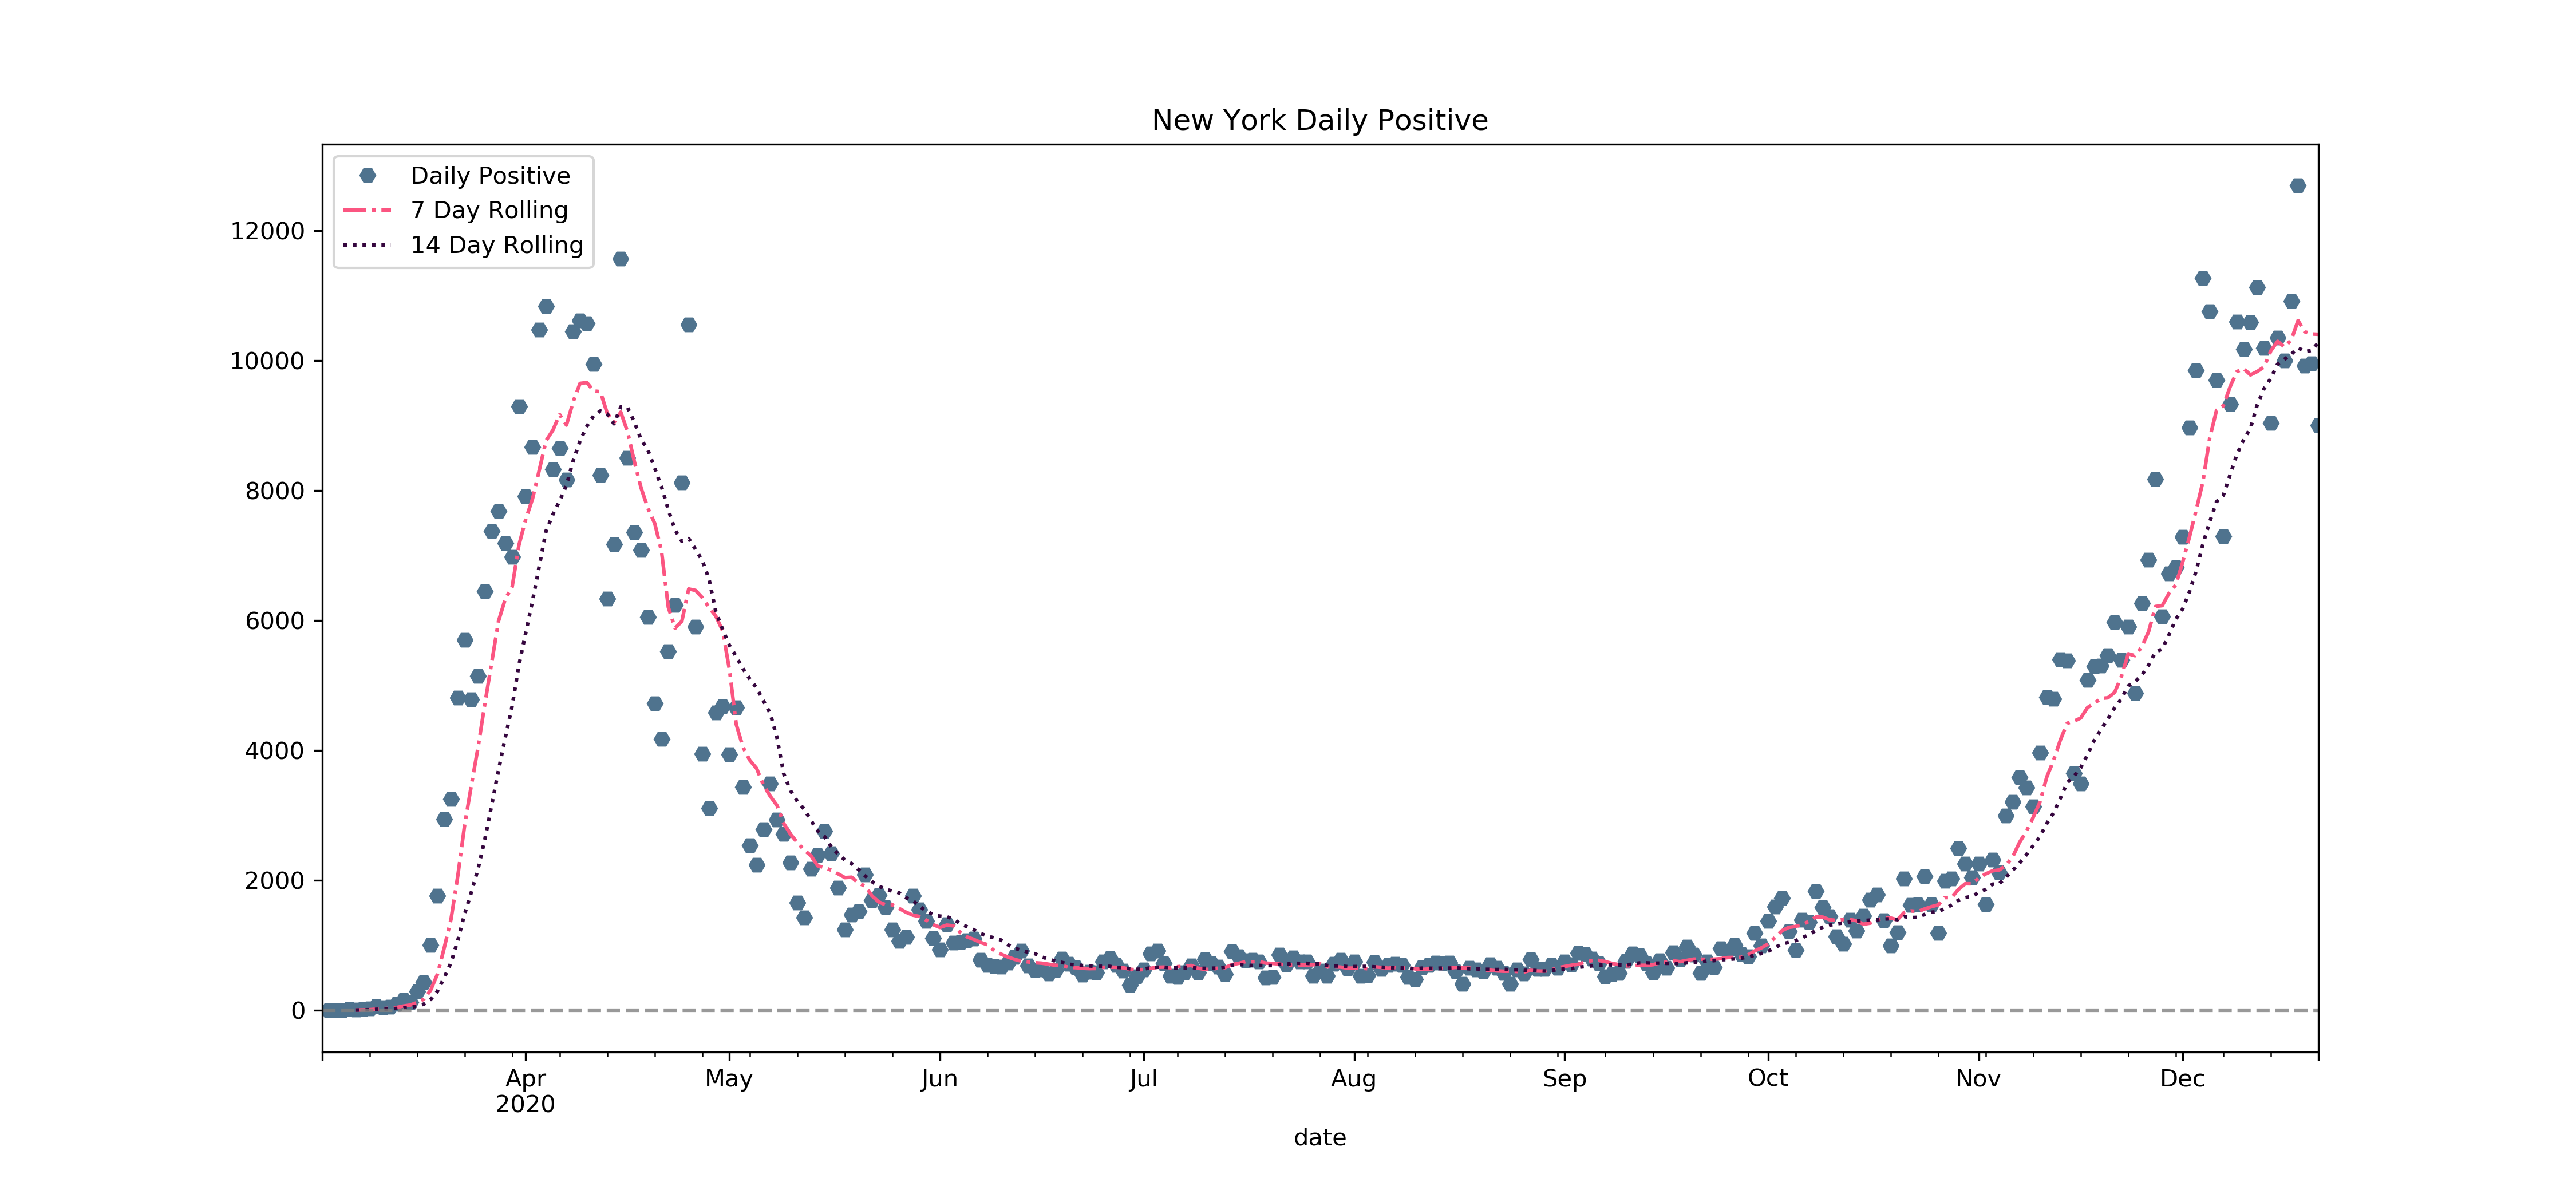 New York Daily Positive
Daily Positive
7 Day Rolling
14 Day Rolling
12000
10000
8000
6000
4000
2000
0
Apr May Jun Jul Aug Sep Oct Nov Dec
2020
date